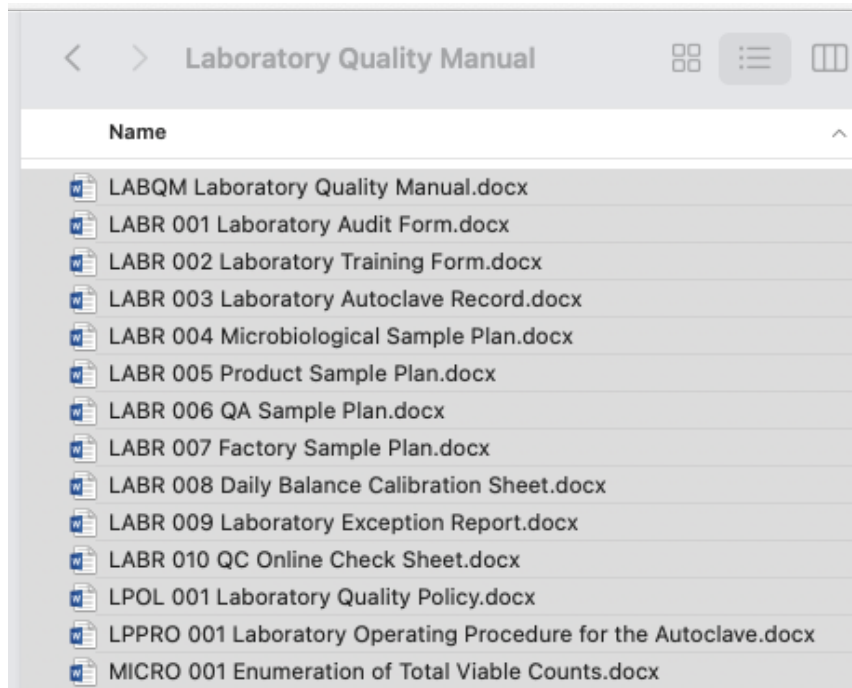 Laboratory Quality Manual
Name
LABQM Laboratory Quality Manual.docx
LABR 001 Laboratory Audit Form.docx
LABR 002 Laboratory Training Form.docx
LABR 003 Laboratory Autoclave Record.docx
LABR 004 Microbiological Sample Plan.docx
LABR 005 Product Sample Plan.docx
LABR 006 QA Sample Plan.docx
LABR 007 Factory Sample Plan.docx
LABR 008 Daily Balance Calibration Sheet.docx
LABR 009 Laboratory Exception Report.docx
LABR 010 QC Online Check Sheet.docx
LPOL 001 Laboratory Quality Policy.docx
LPPRO 001 Laboratory Operating Procedure for the Autoclave.docx
MICRO 001 Enumeration of Total Viable Counts.docx